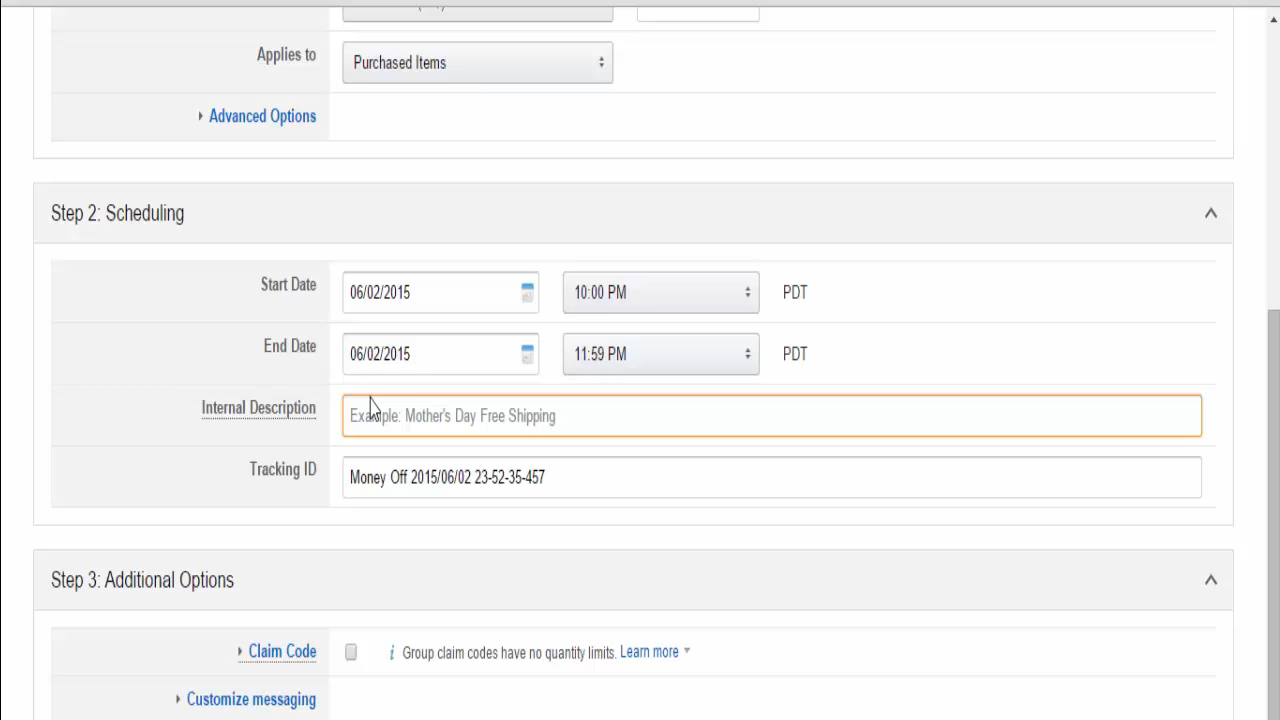 Applies to
Purchased Items
Advanced Options
Step 2: Scheduling
Start Date
06/02/2015
10:00 PM
PDT
End Date
06/02/2015
11:59 PM
PDT
Internal Description
Example: Mother's Day Free Shipping
Tracking ID
Money Off 2015/06/02 23-52-35-457
Step 3: Additional Options
Claim Code
Group claim codes have no quantity limits. Learn more
Customize messaging